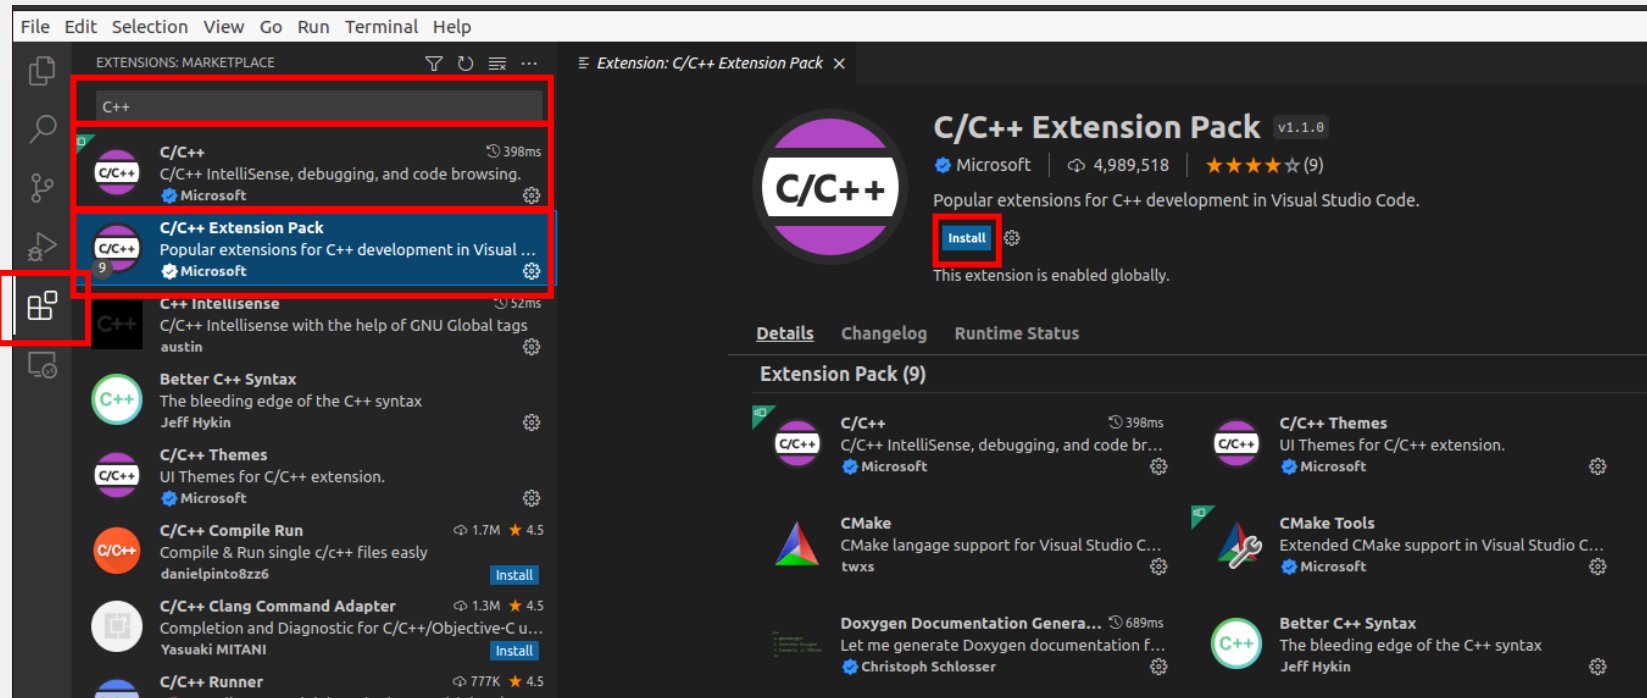 File Edit Selection View Go Run Terminal Help
EXTENSIONS: MARKETPLACE
C++
C/C++
398ms
C/C++ IntelliSense, debugging, and code browsing.
Microsoft
C/C++
C/C++ Extension Pack
Popular extensions for C++ development in Visual ...
Microsoft
C/C++
9
C++ Intellisense
52ms
C/C++ Intellisense with the help of GNU Global tags
austin
C++
Better C++ Syntax
The bleeding edge of the C++ syntax
Jeff Hykin
C++
C/C++ Themes
UI Themes for C/C++ extension.
Microsoft
C/C++
C/C++ Compile Run
1.7M ★ 4.5
Compile & Run single c/c++ files easly
danielpinto8zz6
Install
C/C++
C/C++ Clang Command Adapter
1.3M ★ 4.5
Completion and Diagnostic for C/C++/Objective-C u...
Yasuaki MITANI
Install
C/C++ Runner
777K ★ 4.5
Extension: C/C++ Extension Pack
C/C++
C/C++ Extension Pack v1.1.0
Microsoft | 4,989,518 | ★★★★☆ (9)
Popular extensions for C++ development in Visual Studio Code.
Install
This extension is enabled globally.
Details Changelog Runtime Status
Extension Pack (9)
C/C++
398ms
C/C++ IntelliSense, debugging, and code br...
Microsoft
C/C++
C/C++ Themes
UI Themes for C/C++ extension.
Microsoft
C/C++
CMake
CMake langage support for Visual Studio C...
twxs
CMake Tools
Extended CMake support in Visual Studio C...
Microsoft
Doxygen Documentation Genera...
689ms
Let me generate Doxygen documentation f...
Christoph Schlosser
Better C++ Syntax
The bleeding edge of the C++ syntax
Jeff Hykin
C++